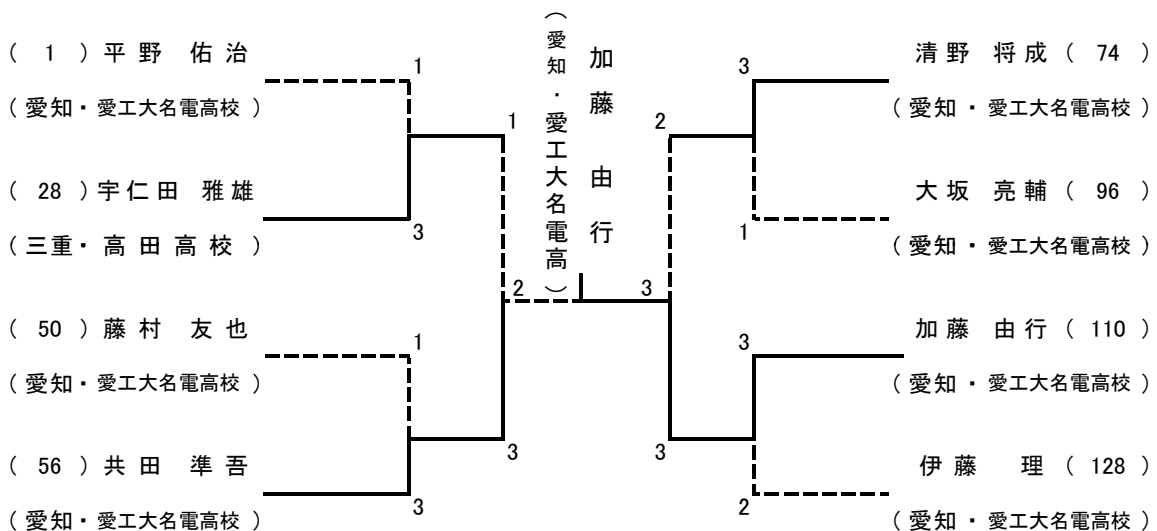 ( 1 ) 平野 佑治
( 愛知・愛工大名電高校 )
1
( 28 ) 宇仁田 雅雄
( 三重・高田高校 )
3
1
( 50 ) 藤村 友也
( 愛知・愛工大名電高校 )
1
( 56 ) 共田 準吾
( 愛知・愛工大名電高校 )
3
3
2
加藤 由行
( 愛知・愛工大名電高 )
3
清野 将成 ( 74 )
( 愛知・愛工大名電高校 )
3
大坂 亮輔 ( 96 )
( 愛知・愛工大名電高校 )
1
2
加藤 由行 ( 110 )
( 愛知・愛工大名電高校 )
3
伊藤 理 ( 128 )
( 愛知・愛工大名電高校 )
2
3